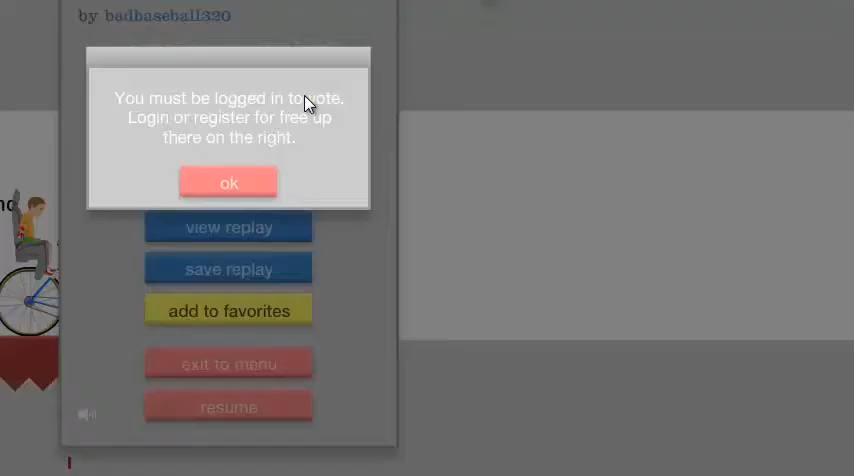 by badbaseball320
You must be logged in to vote.
Login or register for free up
there on the right.
ok
view replay
save replay
add to favorites
exit to menu
resume